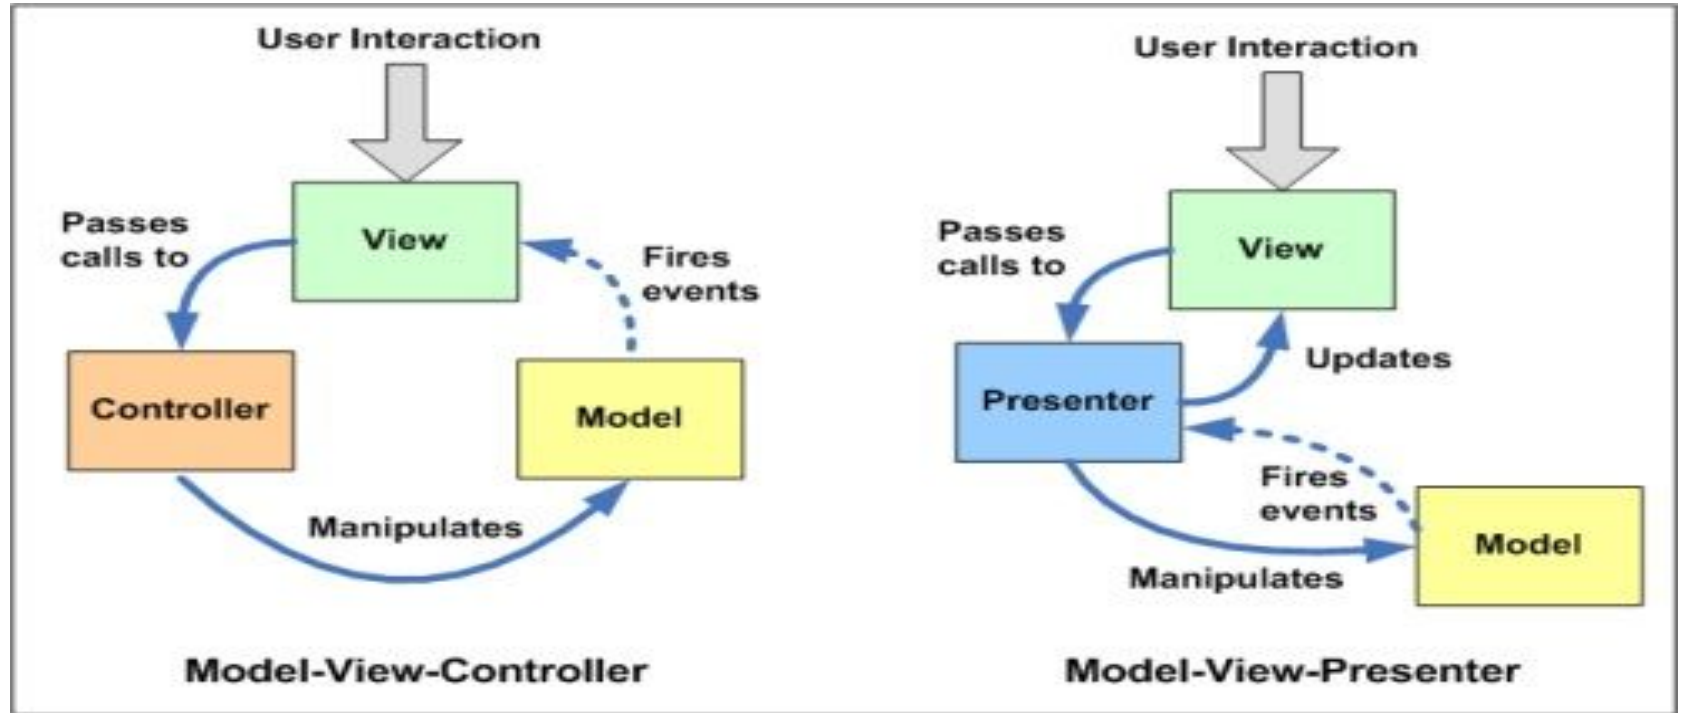 User Interaction
View
Passes
calls to
Fires
events
Controller
Model
Manipulates
Model-View-Controller
User Interaction
View
Passes
calls to
Updates
Presenter
Fires
events
Model
Manipulates
Model-View-Presenter